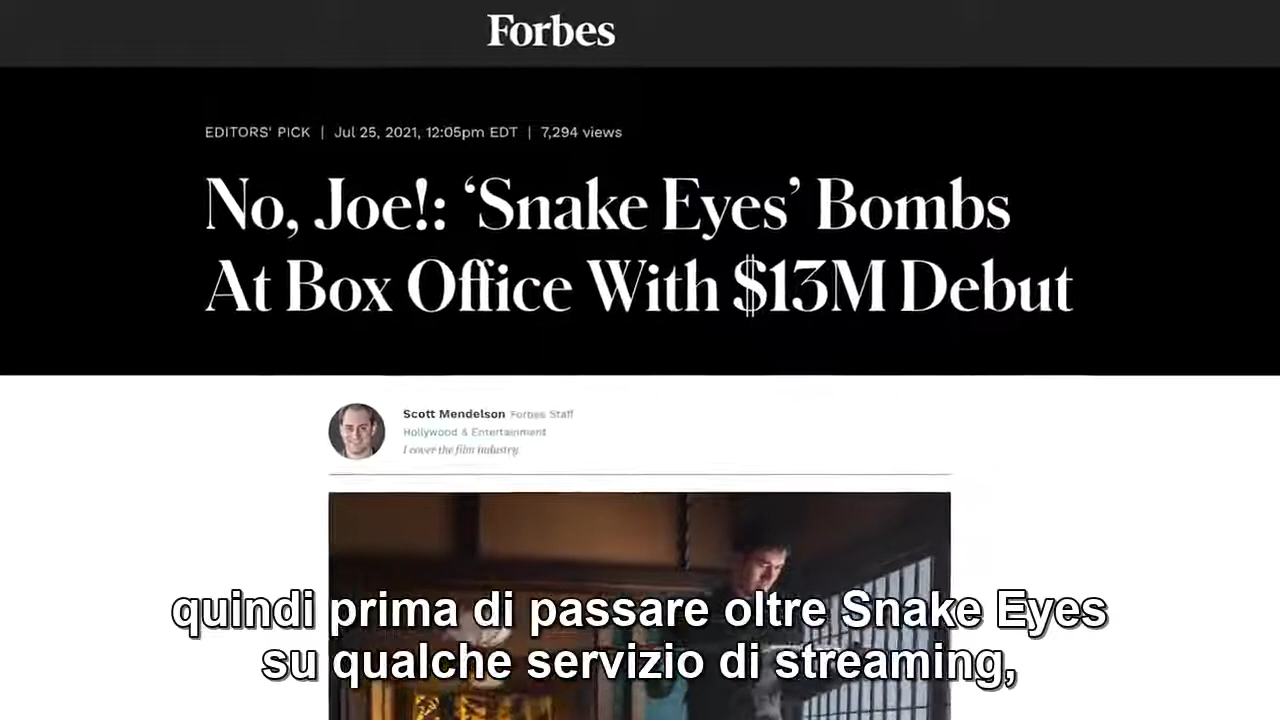 Forbes
EDITORS' PICK | Jul 25, 2021, 12:05pm EDT | 7,294 views
No, Joe!: ‘Snake Eyes’ Bombs
At Box Office With $13M Debut
Scott Mendelson Forbes Staff
Hollywood & Entertainment
I cover the film industry.
quindi prima di passare oltre Snake Eyes
su qualche servizio di streaming,